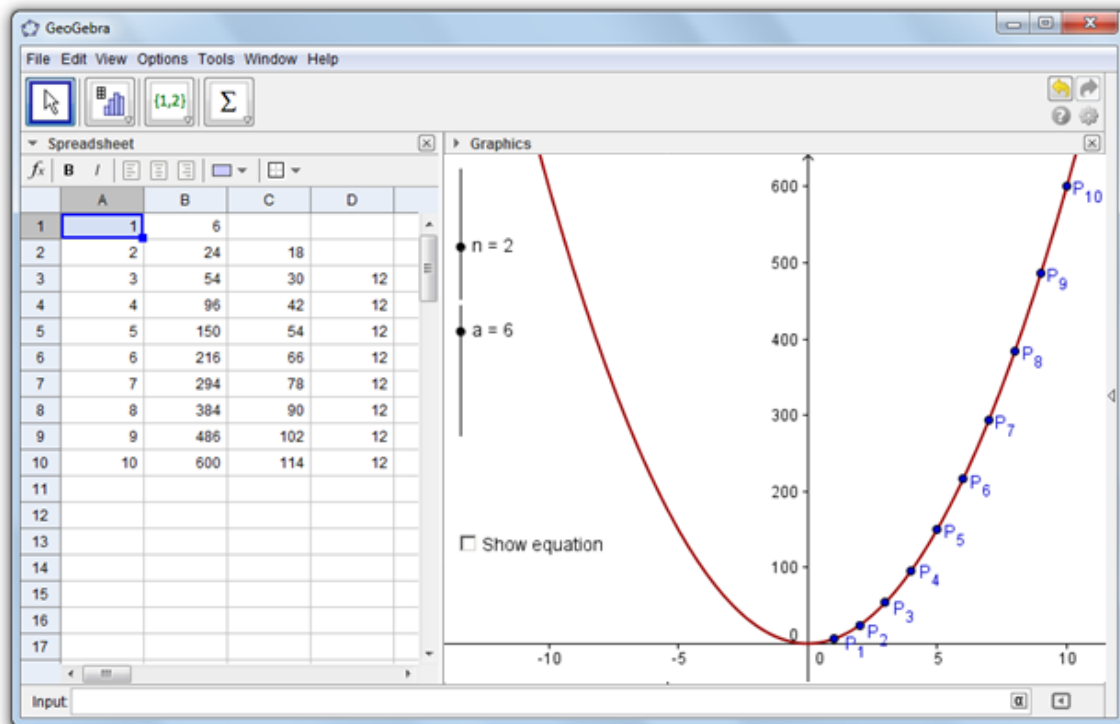 GeoGebra
File Edit View Options Tools Window Help
{1,2} Σ
Spreadsheet
fx B I
A B C D
1 1 6
2 2 24 18
3 3 54 30 12
4 4 96 42 12
5 5 150 54 12
6 6 216 66 12
7 7 294 78 12
8 8 384 90 12
9 9 486 102 12
10 10 600 114 12
11
12
13
14
15
16
17
Graphics
n = 2
a = 6
Show equation
600
500
400
300
200
100
0
-10 -5 0 5 10
P10
P9
P8
P7
P6
P5
P4
P3
P2
P1
Input:
α